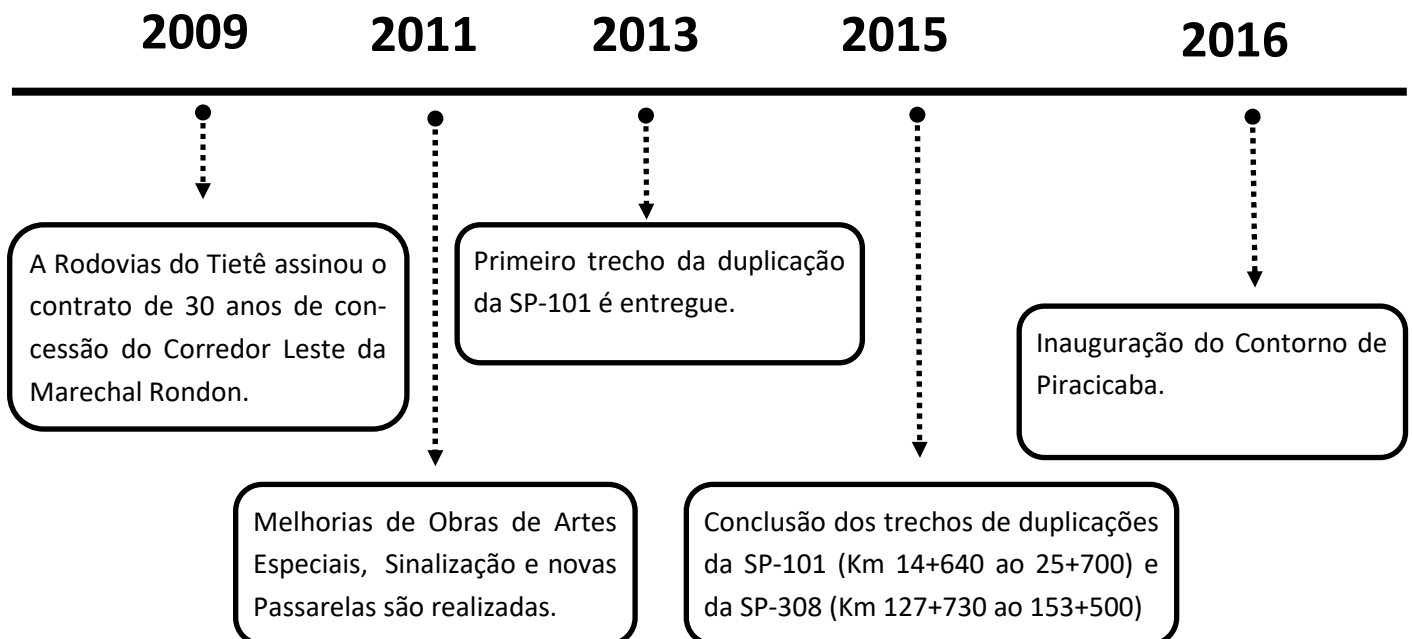 2009 2011 2013 2015 2016
A Rodovias do Tietê assinou o
contrato de 30 anos de con-
cessão do Corredor Leste da
Marechal Rondon.
Primeiro trecho da duplicação
da SP-101 é entregue.
Inauguração do Contorno de
Piracicaba.
Melhorias de Obras de Artes
Especiais, Sinalização e novas
Passarelas são realizadas.
Conclusão dos trechos de duplicações
da SP-101 (Km 14+640 ao 25+700) e
da SP-308 (Km 127+730 ao 153+500)